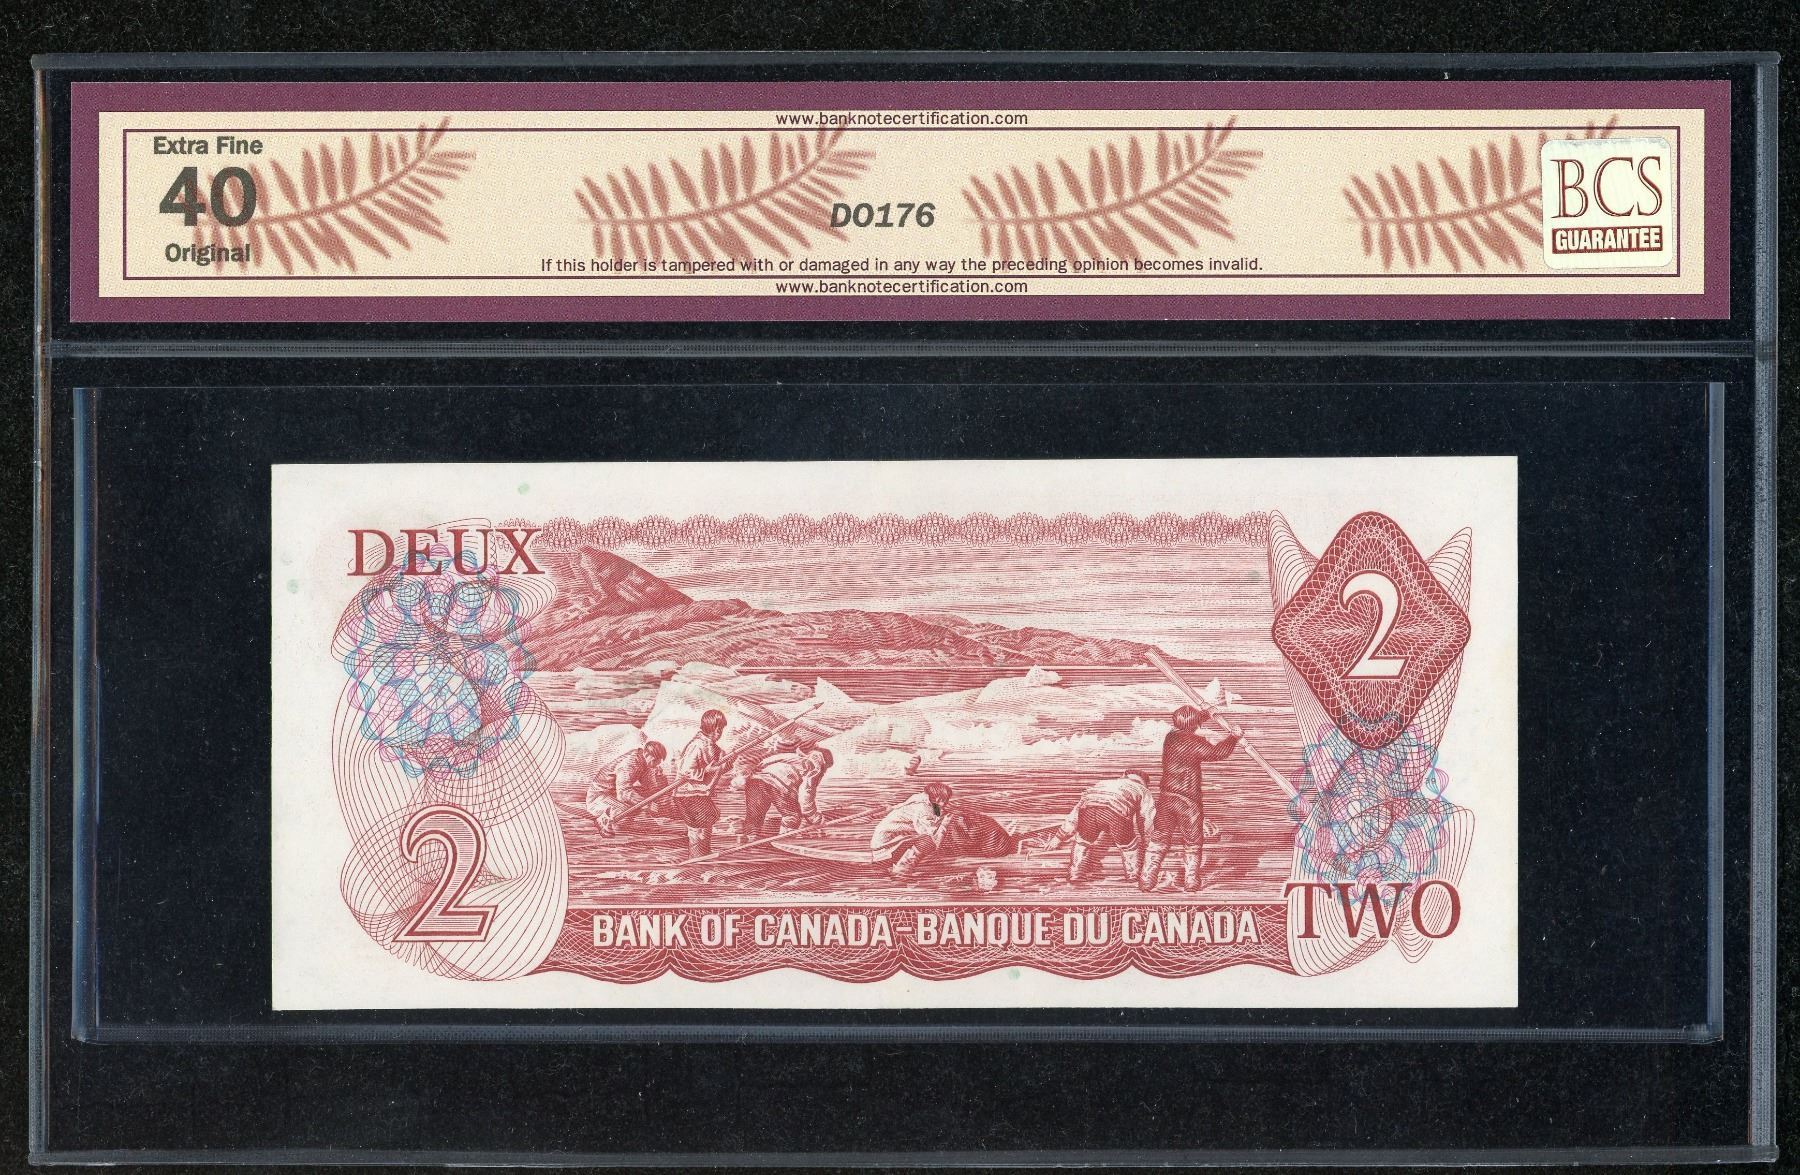 www.banknotecertification.com
Extra Fine
40
Original
DO176
BCS
GUARANTEE
If this holder is tampered with or damaged in any way the preceding opinion becomes invalid.
www.banknotecertification.com
DEUX
2
2
BANK OF CANADA–BANQUE DU CANADA
TWO